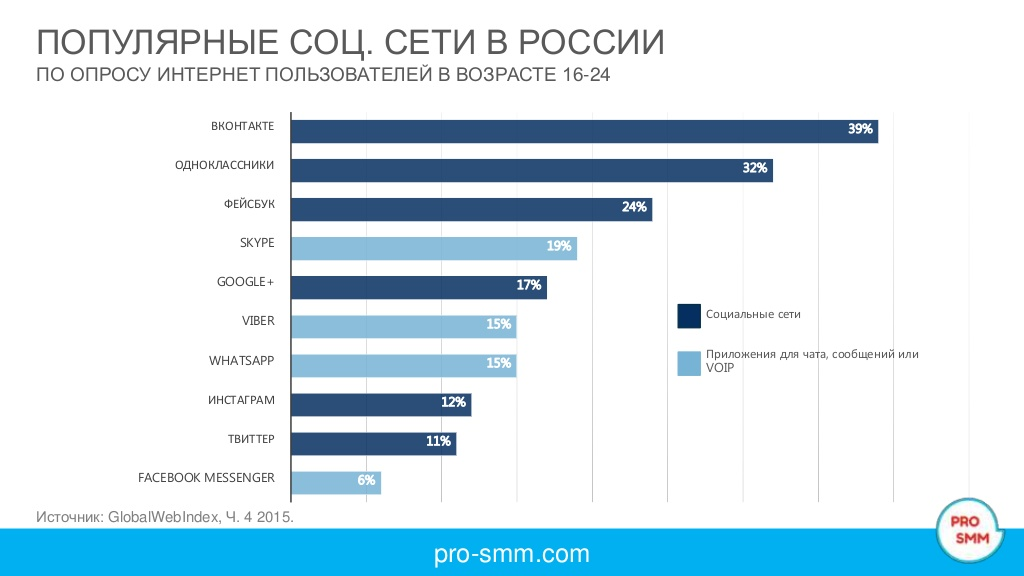 ПОПУЛЯРНЫЕ СОЦ. СЕТИ В РОССИИ
ПО ОПРОСУ ИНТЕРНЕТ ПОЛЬЗОВАТЕЛЕЙ В ВОЗРАСТЕ 16-24
ВКОНТАКТЕ 39%
ОДНОКЛАССНИКИ 32%
ФЕЙСБУК 24%
SKYPE 19%
GOOGLE+ 17%
VIBER 15%
WHATSAPP 15%
ИНСТАГРАМ 12%
ТВИТТЕР 11%
FACEBOOK MESSENGER 6%
Социальные сети
Приложения для чата, сообщений или
VOIP
Источник: GlobalWebIndex, Ч. 4 2015.
pro-smm.com
PRO
SMM